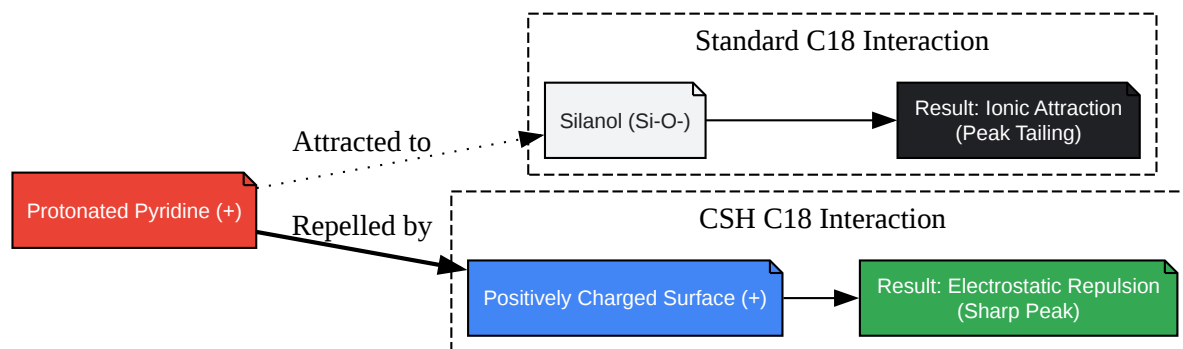 Standard C18 Interaction
Silanol (Si-O-)
Result: Ionic Attraction
(Peak Tailing)
Attracted to
Protonated Pyridine (+)
Repelled by
CSH C18 Interaction
Positively Charged Surface (+)
Result: Electrostatic Repulsion
(Sharp Peak)